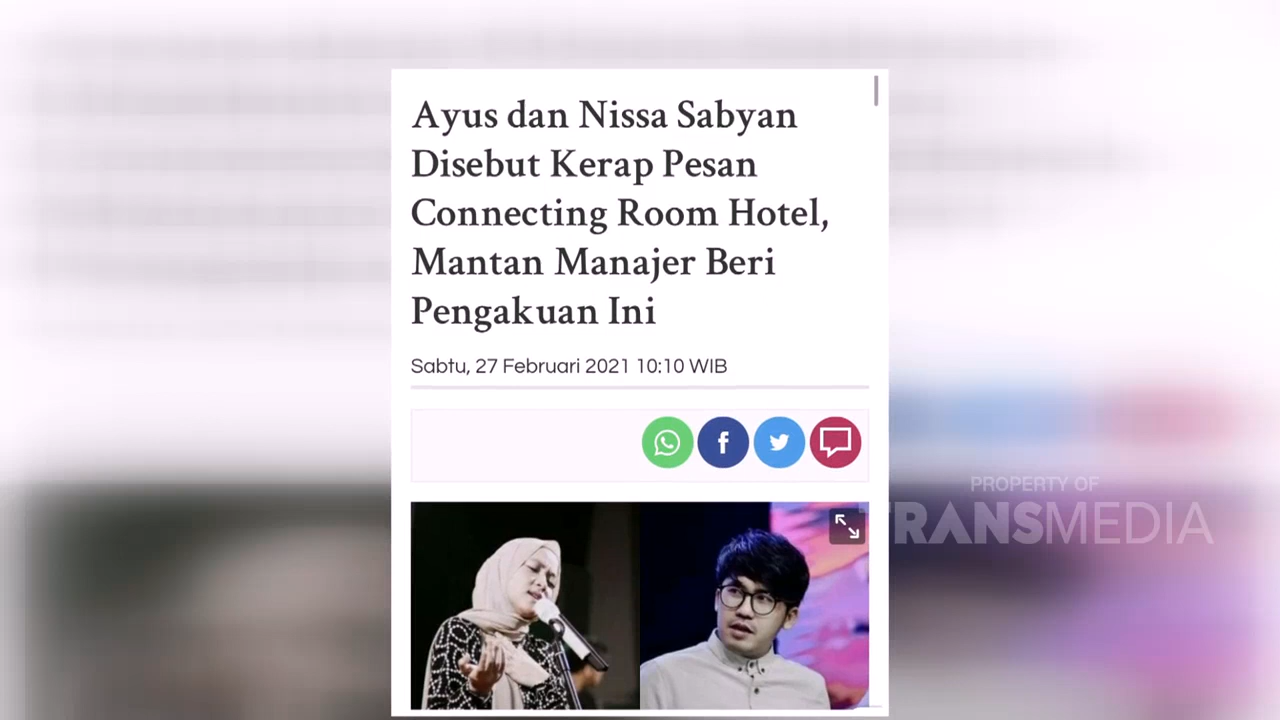 Ayus dan Nissa Sabyan
Disebut Kerap Pesan
Connecting Room Hotel,
Mantan Manajer Beri
Pengakuan Ini
Sabtu, 27 Februari 2021 10:10 WIB
PROPERTY OF
TRANSMEDIA